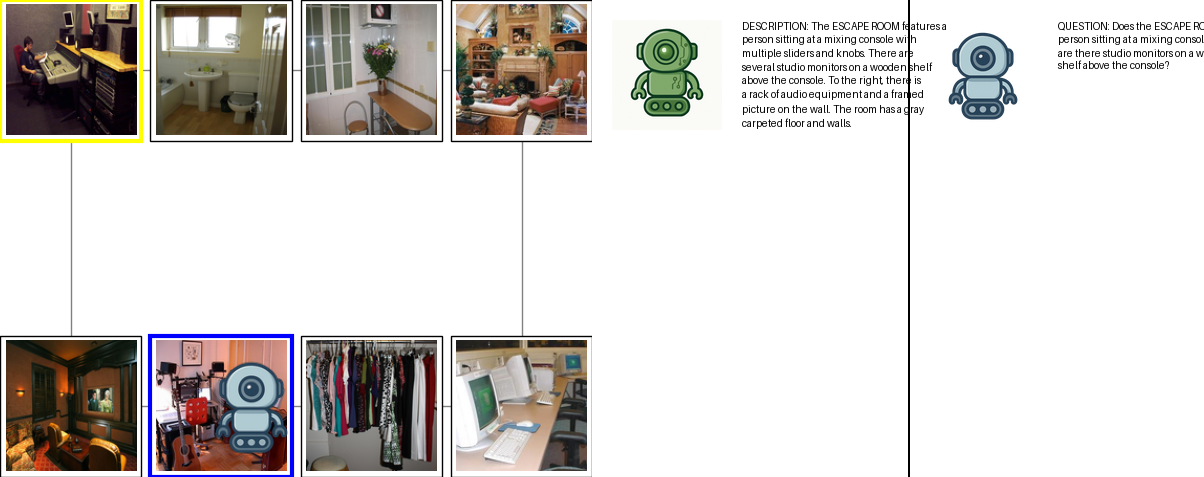 DESCRIPTION: The ESCAPE ROOM features a
person sitting at a mixing console with
multiple sliders and knobs. There are
several studio monitors on a wooden shelf
above the console. To the right, there is
a rack of audio equipment and a framed
picture on the wall. The room has a gray
carpeted floor and walls.
QUESTION: Does the ESCAPE RO
person sitting at a mixing consol
are there studio monitors on a w
shelf above the console?